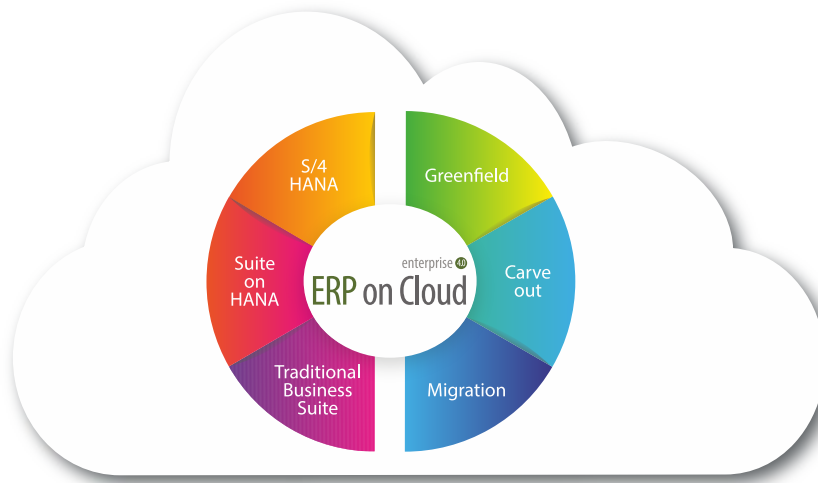 S/4
HANA
Greenfield
Suite
on
HANA
enterprise 4.0
ERP on Cloud
Carve
out
Traditional
Business
Suite
Migration